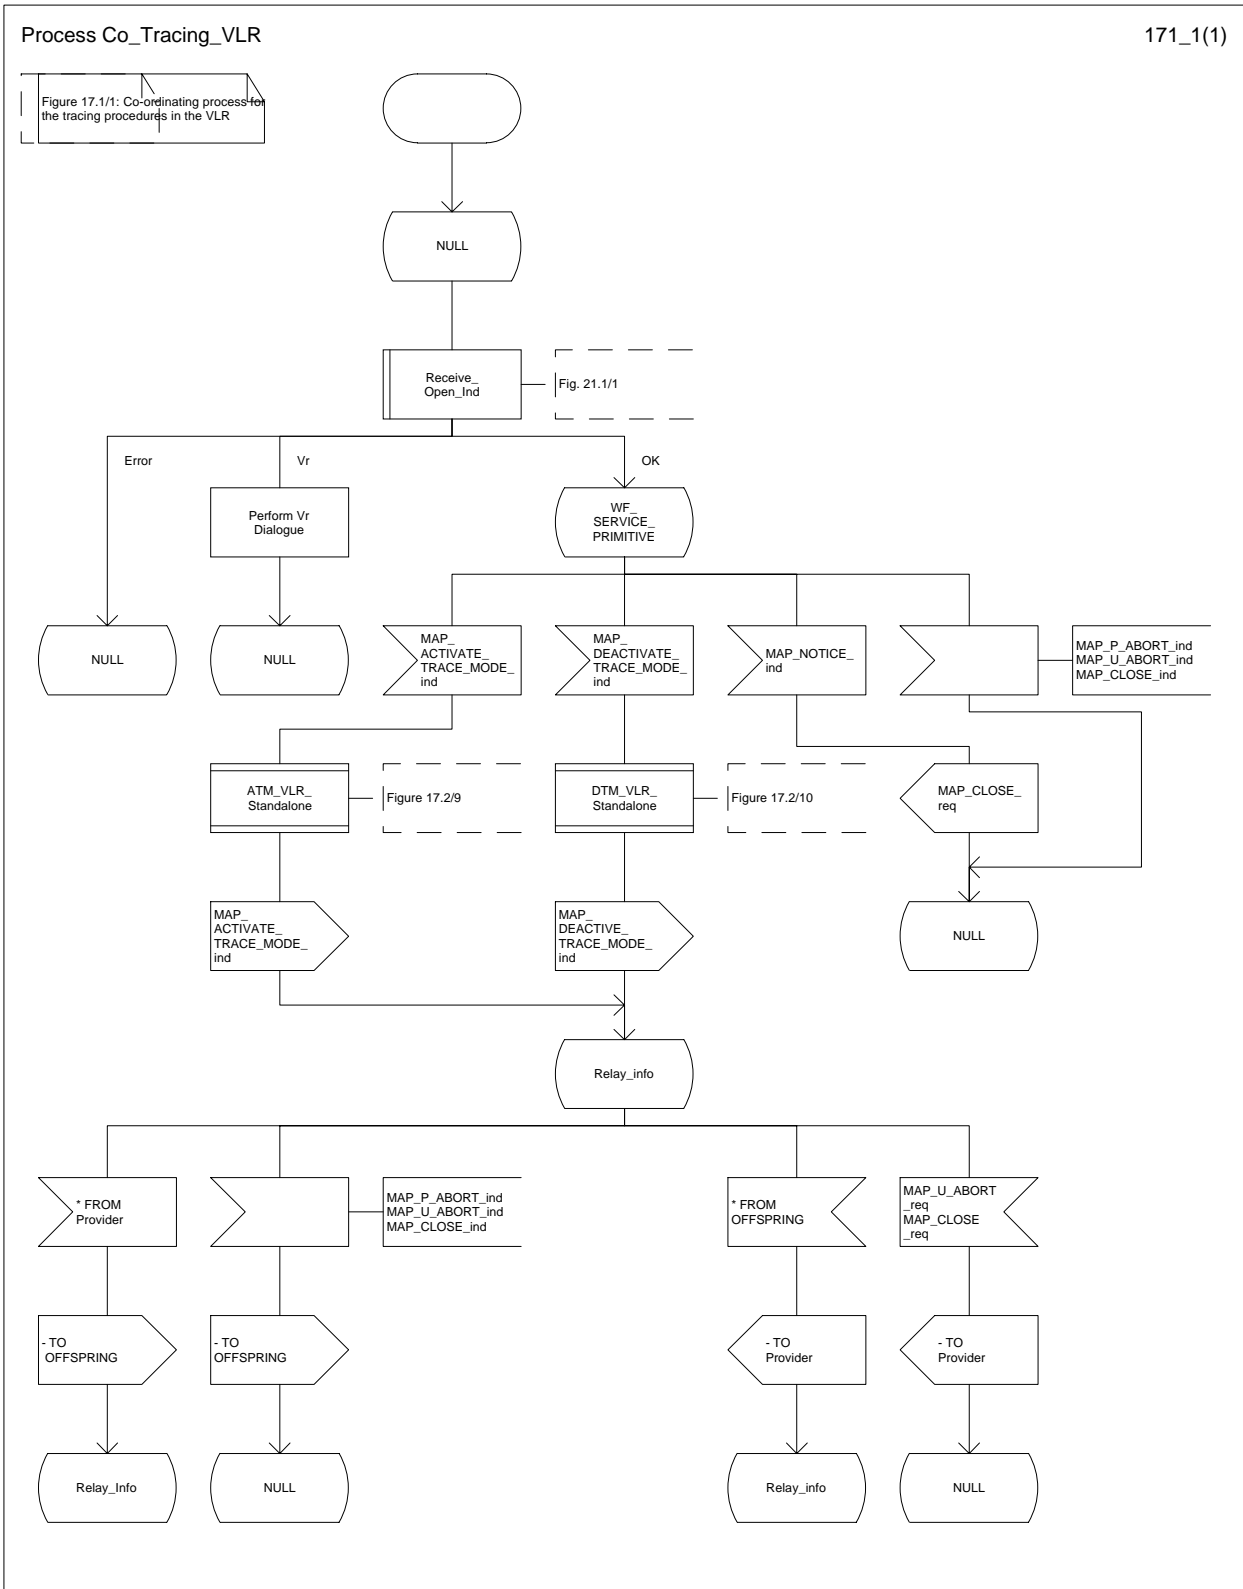 Process Co_Tracing_VLR
171_1(1)
Figure 17.1/1: Co-ordinating process for
the tracing procedures in the VLR
NULL
Receive_
Open_Ind
Fig. 21.1/1
Error
Vr
OK
Perform Vr
Dialogue
WF_
SERVICE_
PRIMITIVE
NULL
NULL
MAP_
ACTIVATE_
TRACE_MODE_
ind
MAP_
DEACTIVATE_
TRACE_MODE_
ind
MAP_NOTICE_
ind
MAP_P_ABORT_ind
MAP_U_ABORT_ind
MAP_CLOSE_ind
ATM_VLR_
Standalone
Figure 17.2/9
DTM_VLR_
Standalone
Figure 17.2/10
MAP_CLOSE_
req
MAP_
ACTIVATE_
TRACE_MODE_
ind
MAP_
DEACTIVE_
TRACE_MODE_
ind
NULL
Relay_info
* FROM
Provider
MAP_P_ABORT_ind
MAP_U_ABORT_ind
MAP_CLOSE_ind
* FROM
OFFSPRING
MAP_U_ABORT
_req
MAP_CLOSE
_req
- TO
OFFSPRING
- TO
OFFSPRING
- TO
Provider
- TO
Provider
Relay_Info
NULL
Relay_info
NULL